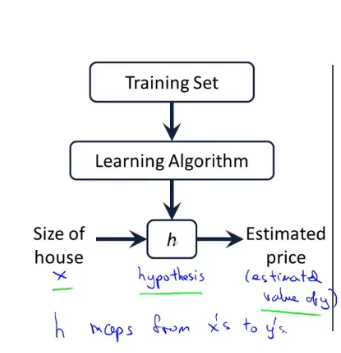 Training Set
Learning Algorithm
Size of house
h
Estimated price
x
hypothesis
(estimated value of y)
h maps from x's to y's.